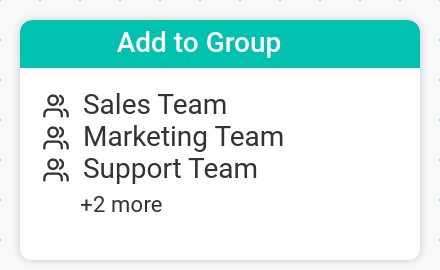 Add to Group
Sales Team
Marketing Team
Support Team
+2 more